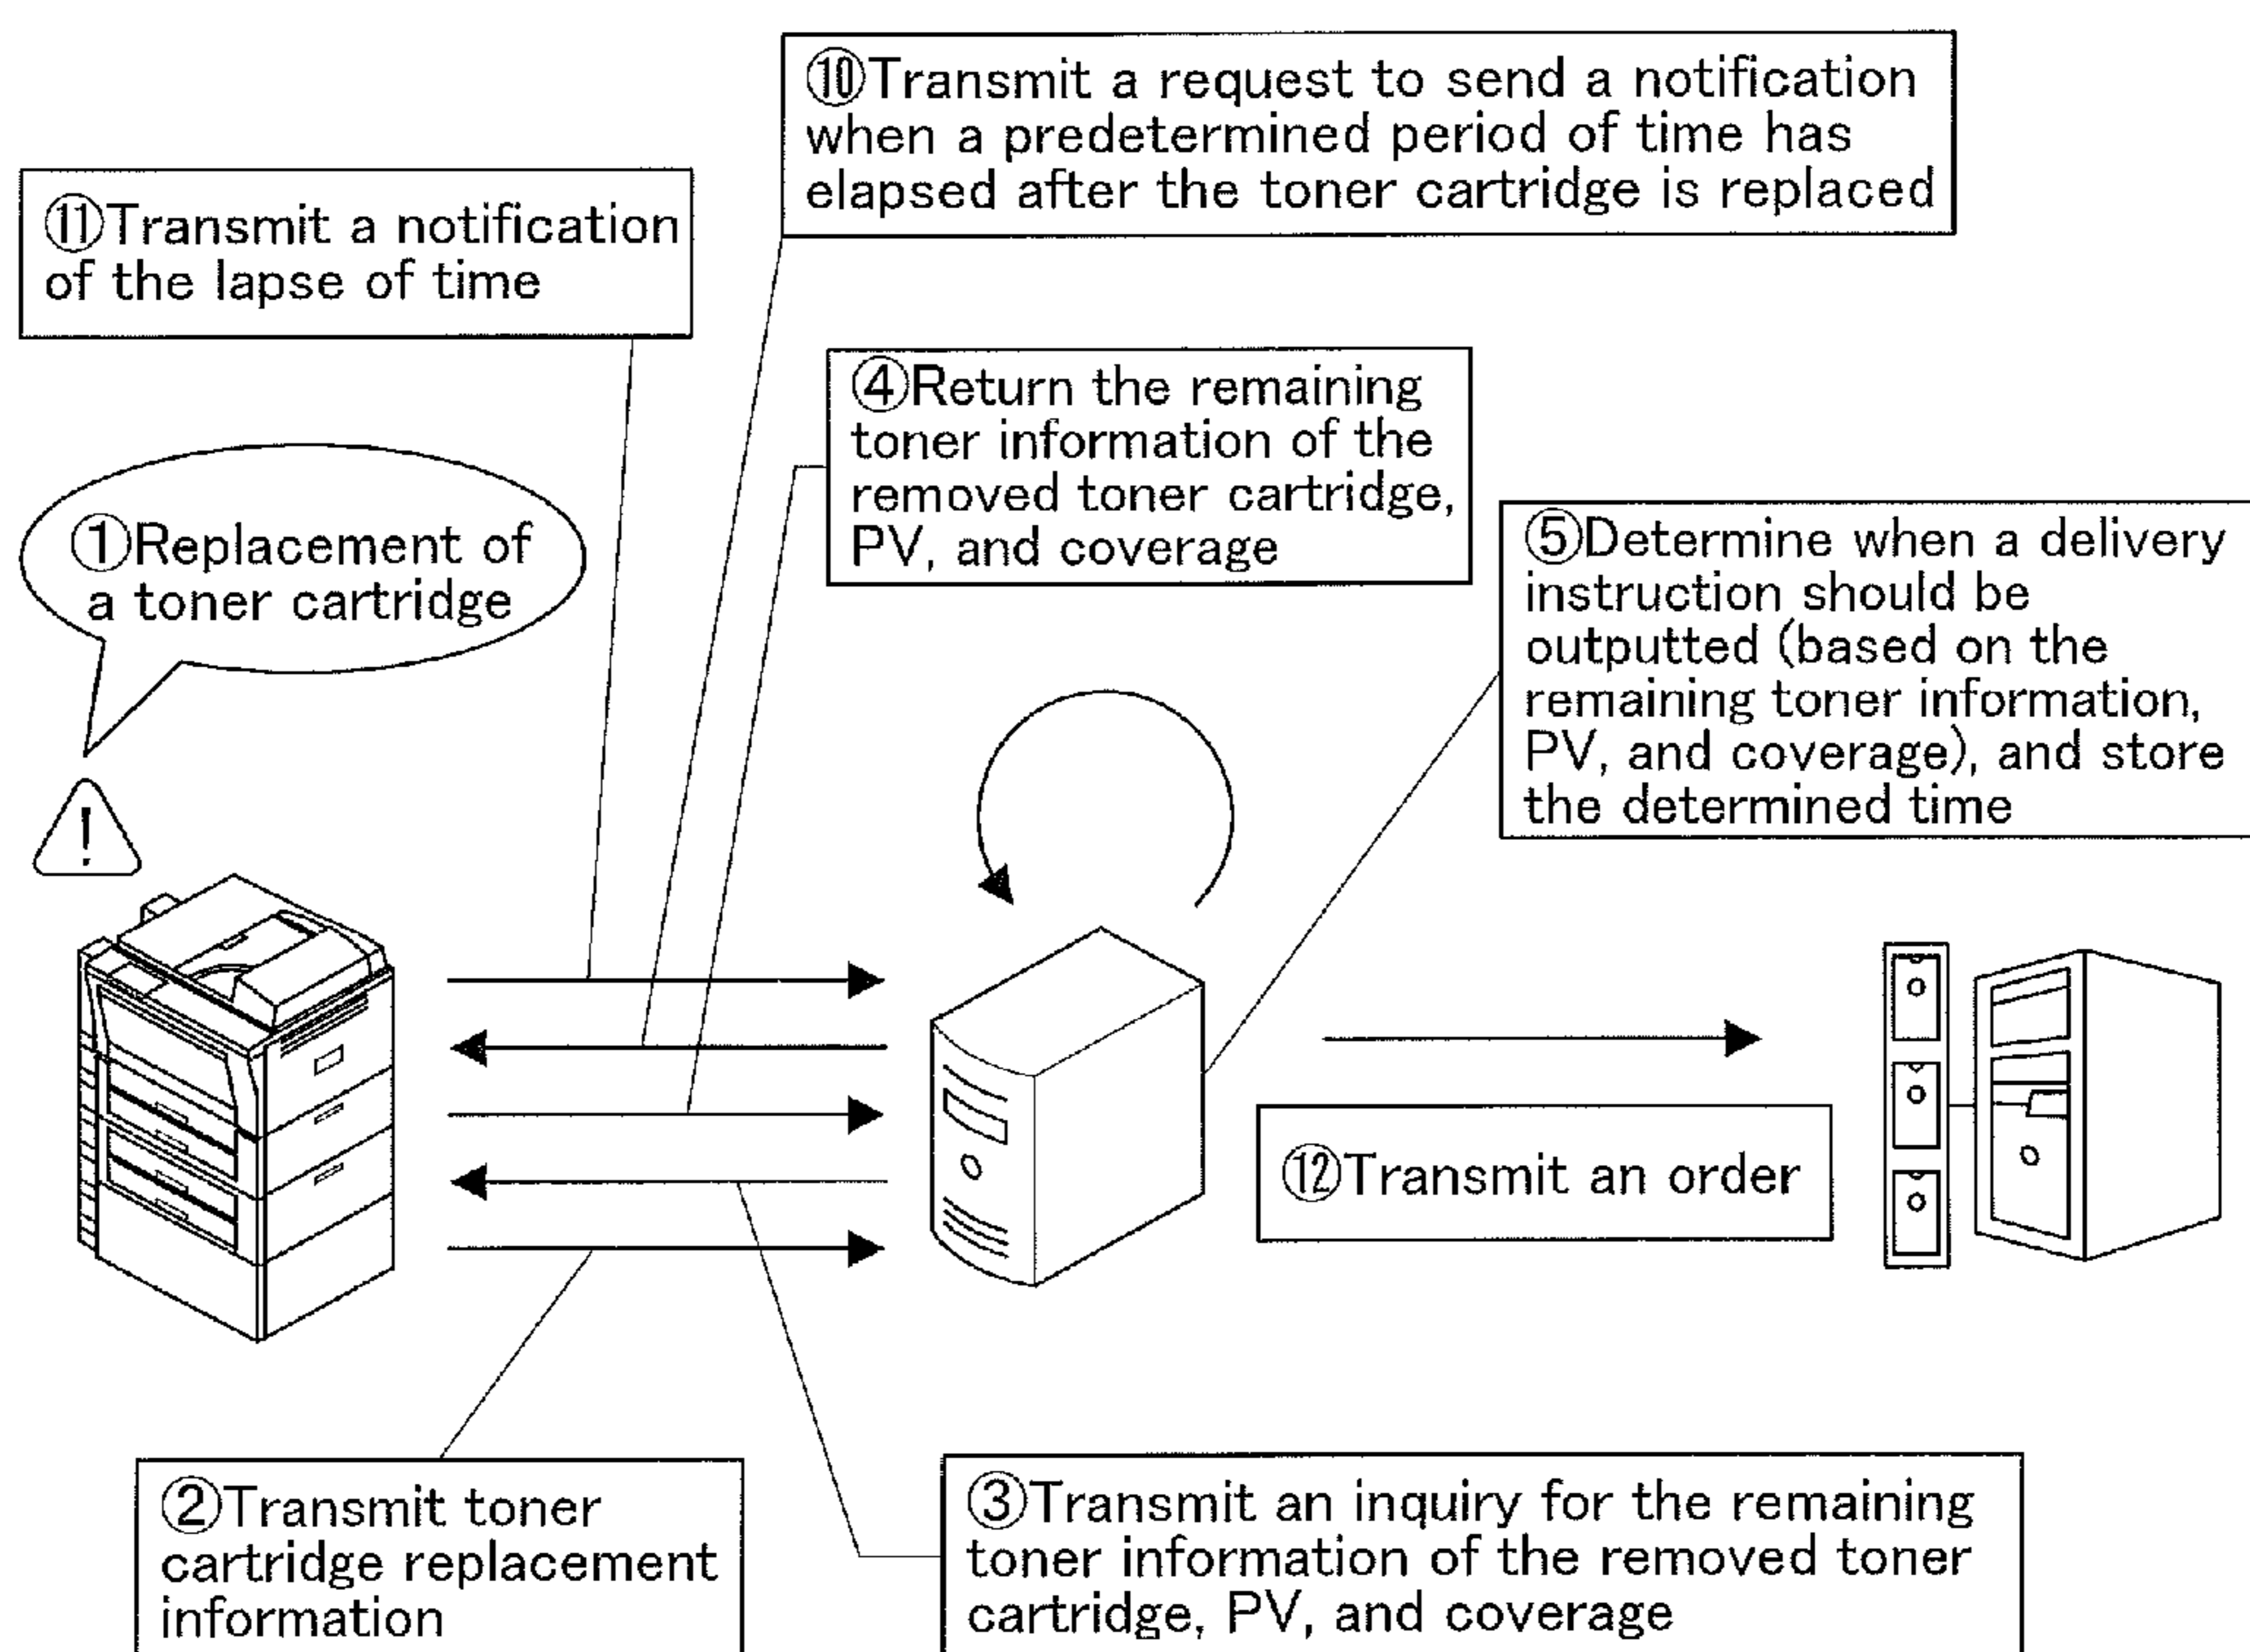 ⑩Transmit a request to send a notification
when a predetermined period of time has
elapsed after the toner cartridge is replaced
⑪Transmit a notification
of the lapse of time
④Return the remaining
toner information of the
removed toner cartridge,
PV, and coverage
①Replacement of
a toner cartridge
!
⑤Determine when a delivery
instruction should be
outputted (based on the
remaining toner information,
PV, and coverage), and store
the determined time
⑫Transmit an order
②Transmit toner
cartridge replacement
information
③Transmit an inquiry for the remaining
toner information of the removed toner
cartridge, PV, and coverage